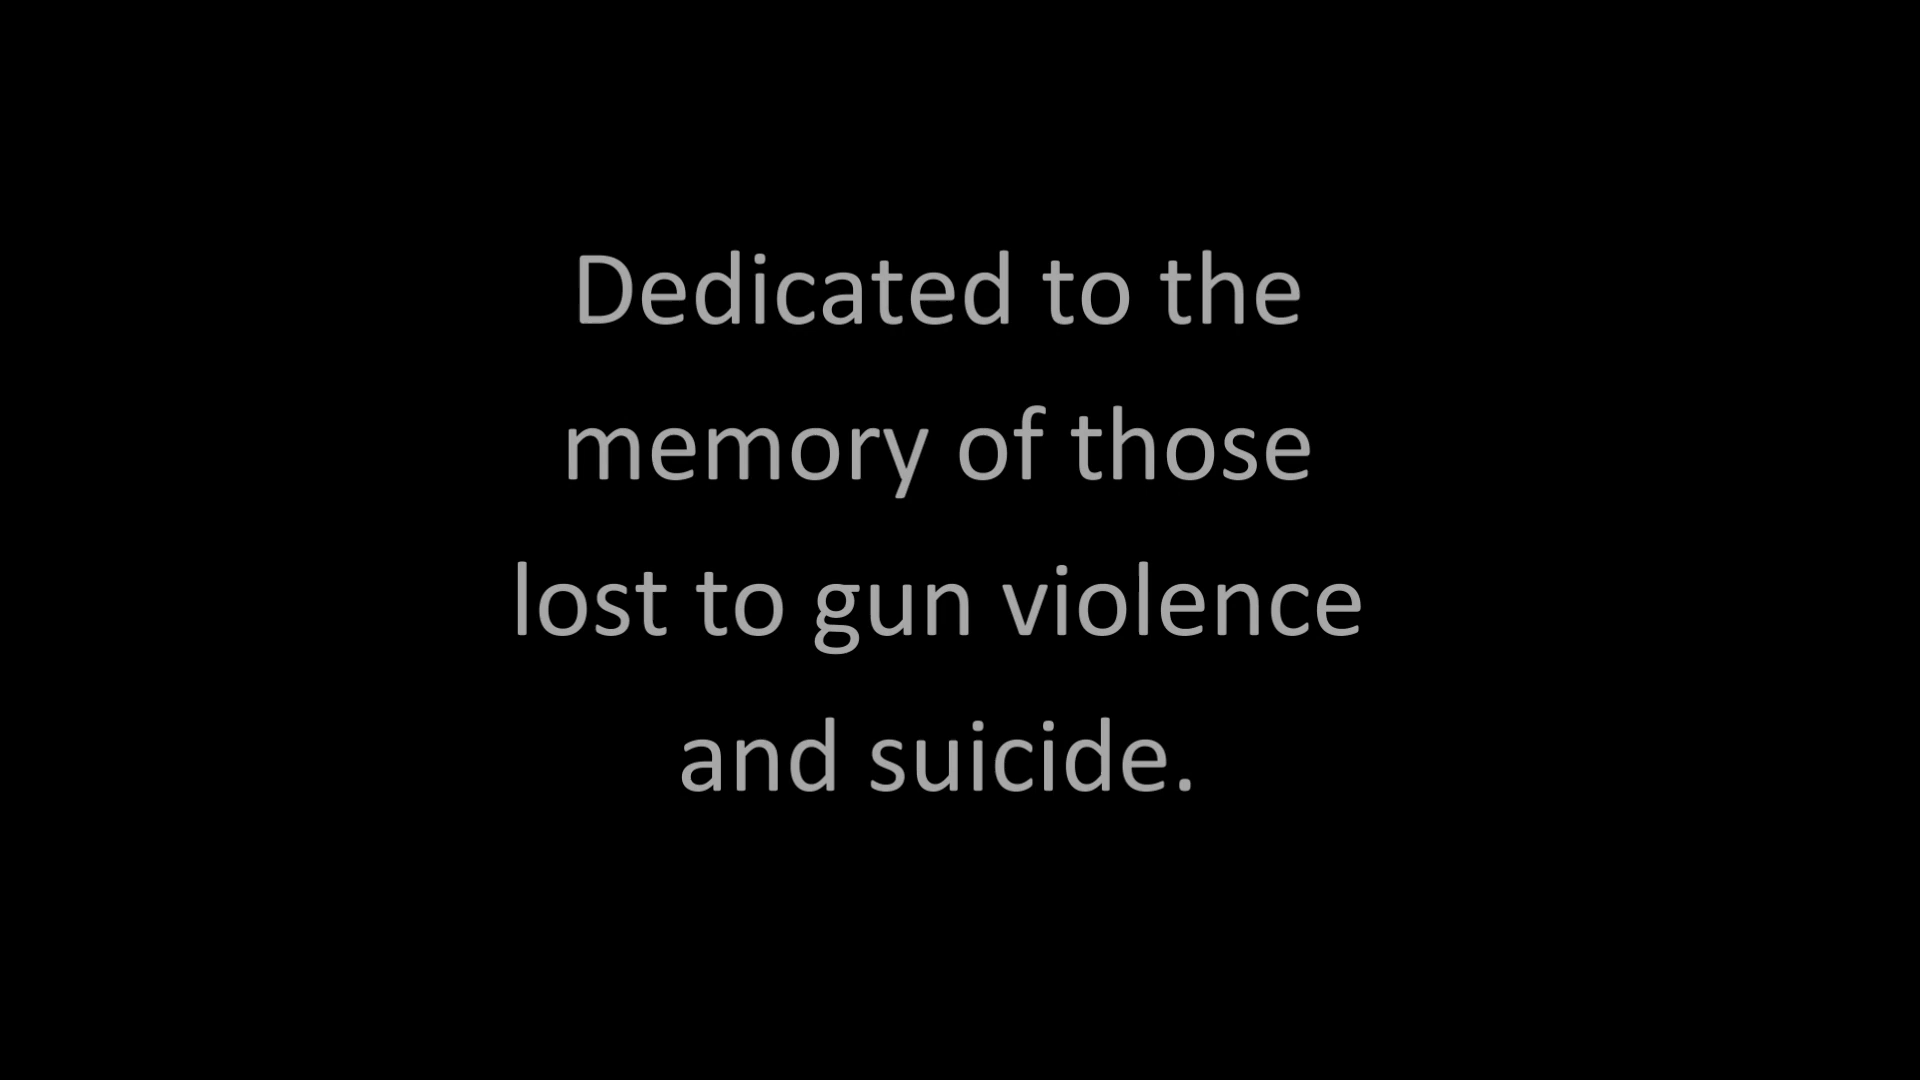 Dedicated to the
memory of those
lost to gun violence
and suicide.